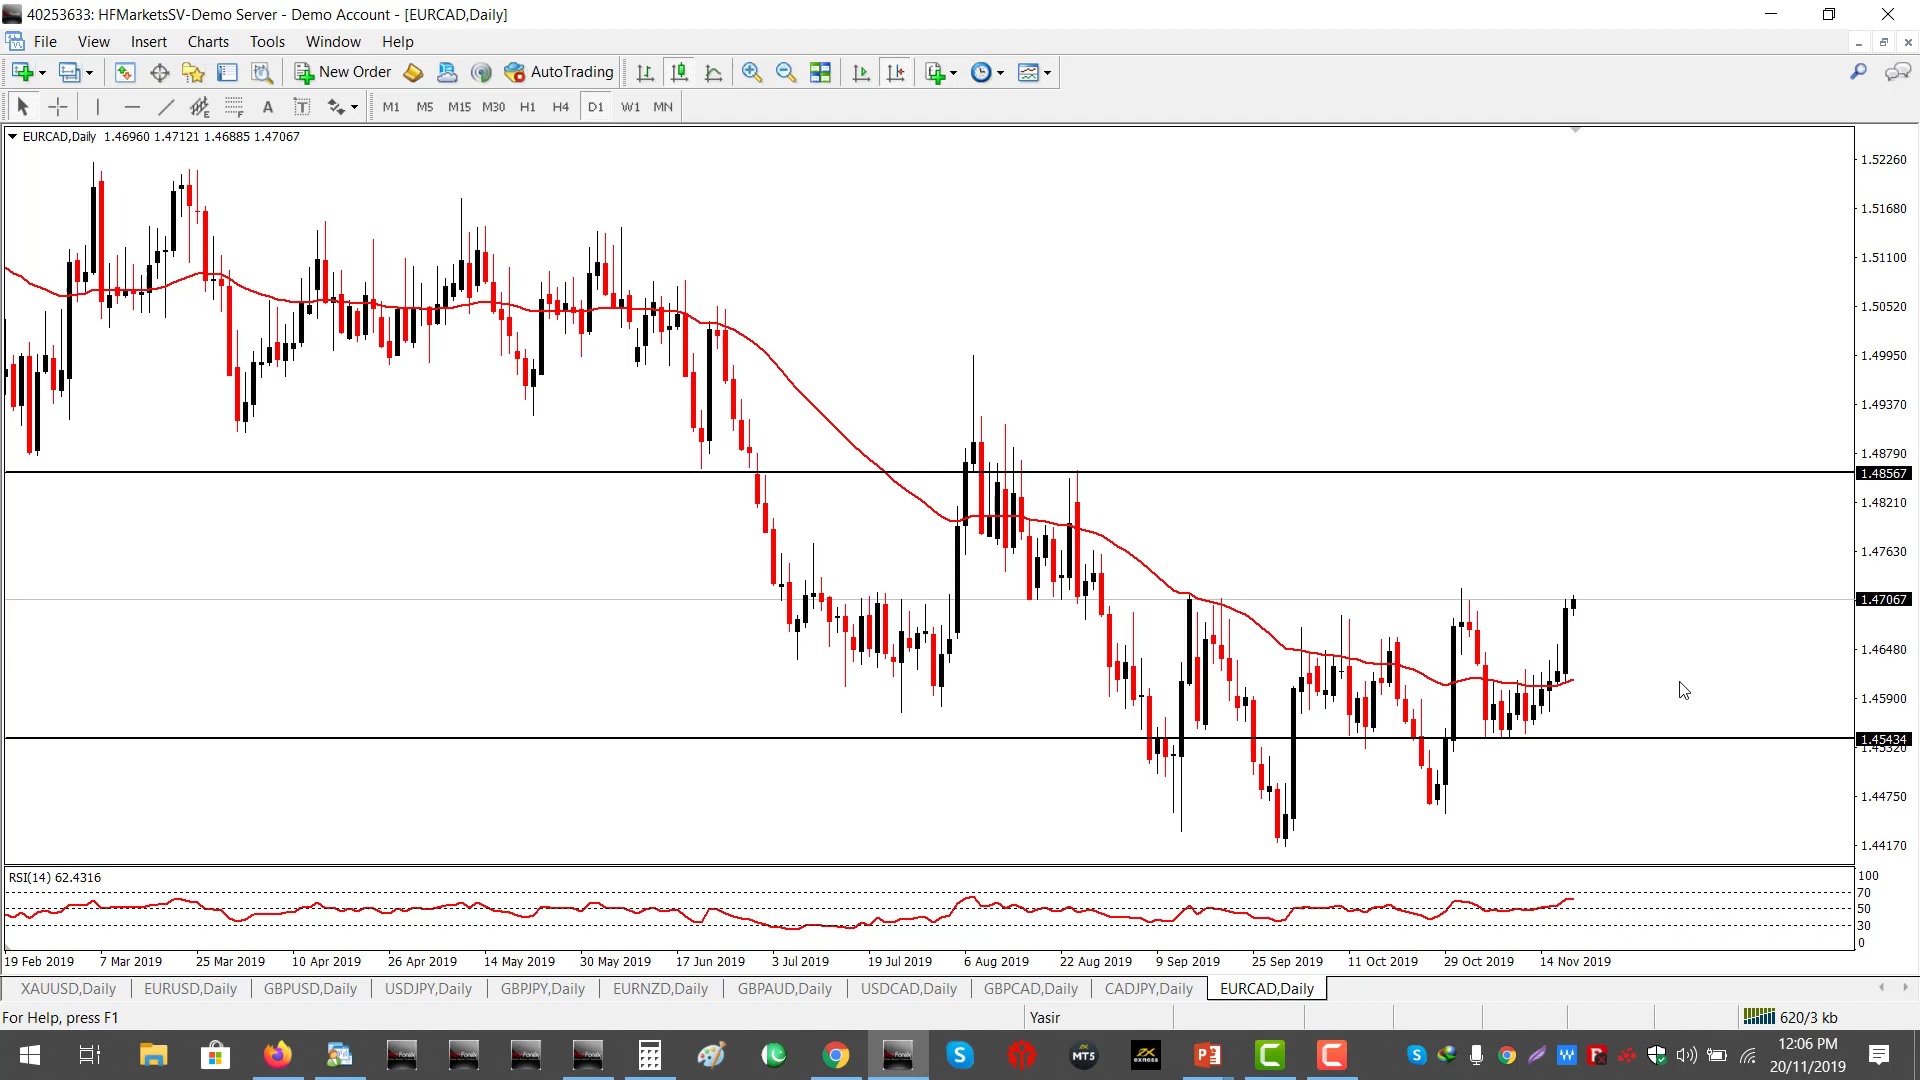 40253633: HFMarketsSV-Demo Server - Demo Account - [EURCAD,Daily]
File View Insert Charts Tools Window Help
New Order AutoTrading
A T M1 M5 M15 M30 H1 H4 D1 W1 MN
EURCAD,Daily 1.46960 1.47121 1.46885 1.47067
1.52260
1.51680
1.51100
1.50520
1.49950
1.49370
1.48790
1.48567
1.48210
1.47630
1.47067
1.46480
1.45900
1.45434
1.45320
1.44750
1.44170
RSI(14) 62.4316
100
70
50
30
0
19 Feb 2019 7 Mar 2019 25 Mar 2019 10 Apr 2019 26 Apr 2019 14 May 2019 30 May 2019 17 Jun 2019 3 Jul 2019 19 Jul 2019 6 Aug 2019 22 Aug 2019 9 Sep 2019 25 Sep 2019 11 Oct 2019 29 Oct 2019 14 Nov 2019
XAUUSD,Daily EURUSD,Daily GBPUSD,Daily USDJPY,Daily GBPJPY,Daily EURNZD,Daily GBPAUD,Daily USDCAD,Daily GBPCAD,Daily CADJPY,Daily EURCAD,Daily
For Help, press F1 Yasir 620/3 kb
MT5 exness
12:06 PM
20/11/2019